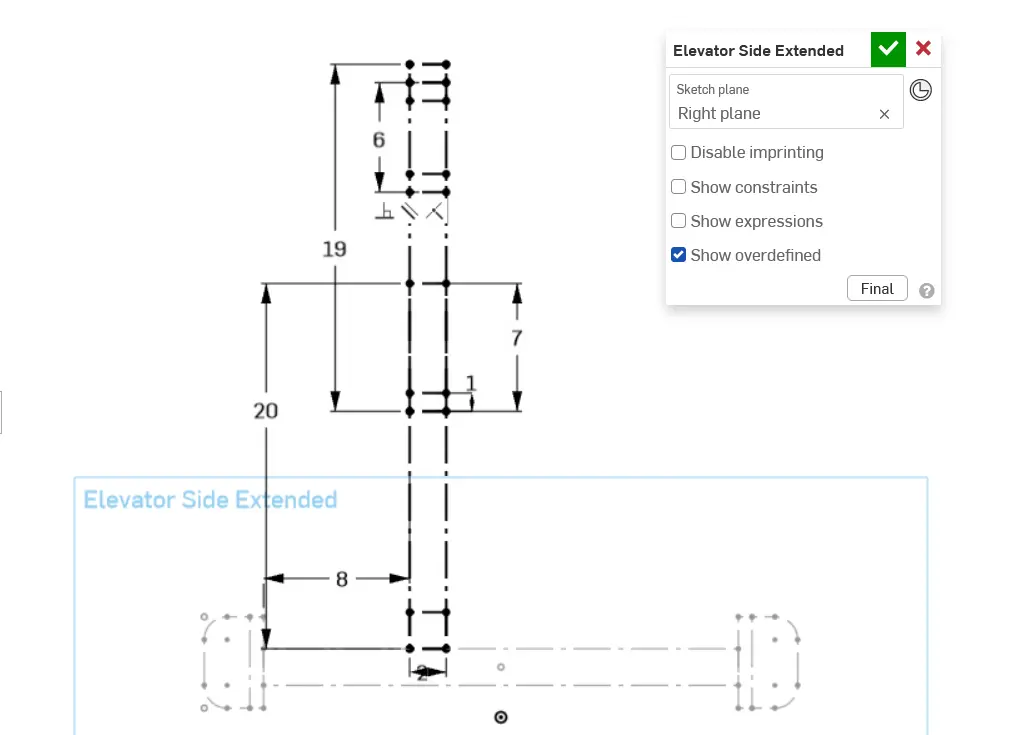 Elevator Side Extended
Sketch plane
Right plane
Disable imprinting
Show constraints
Show expressions
Show overdefined
Final
?
6
19
7
1
20
Elevator Side Extended
8
2